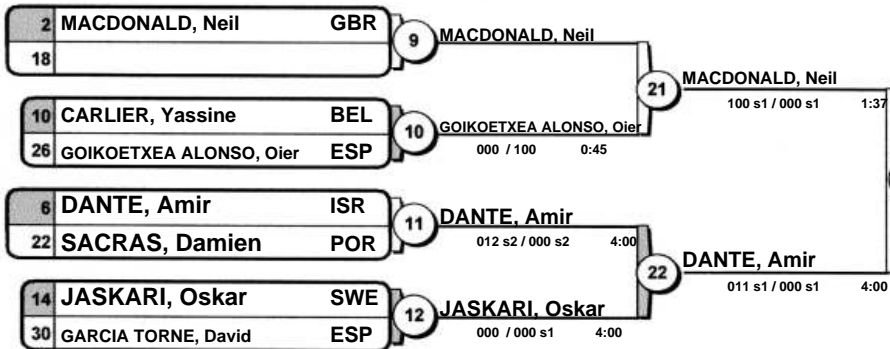 2 MACDONALD, Neil GBR
18
9
MACDONALD, Neil
10 CARLIER, Yassine BEL
26 GOIKOETXEA ALONSO, Oier ESP
10
GOIKOETXEA ALONSO, Oier
000 / 100 0:45
21
MACDONALD, Neil
100 s1 / 000 s1 1:37
6 DANTE, Amir ISR
22 SACRAS, Damien POR
11
DANTE, Amir
012 s2 / 000 s2 4:00
14 JASKARI, Oskar SWE
30 GARCIA TORNE, David ESP
12
JASKARI, Oskar
000 / 000 s1 4:00
22
DANTE, Amir
011 s1 / 000 s1 4:00